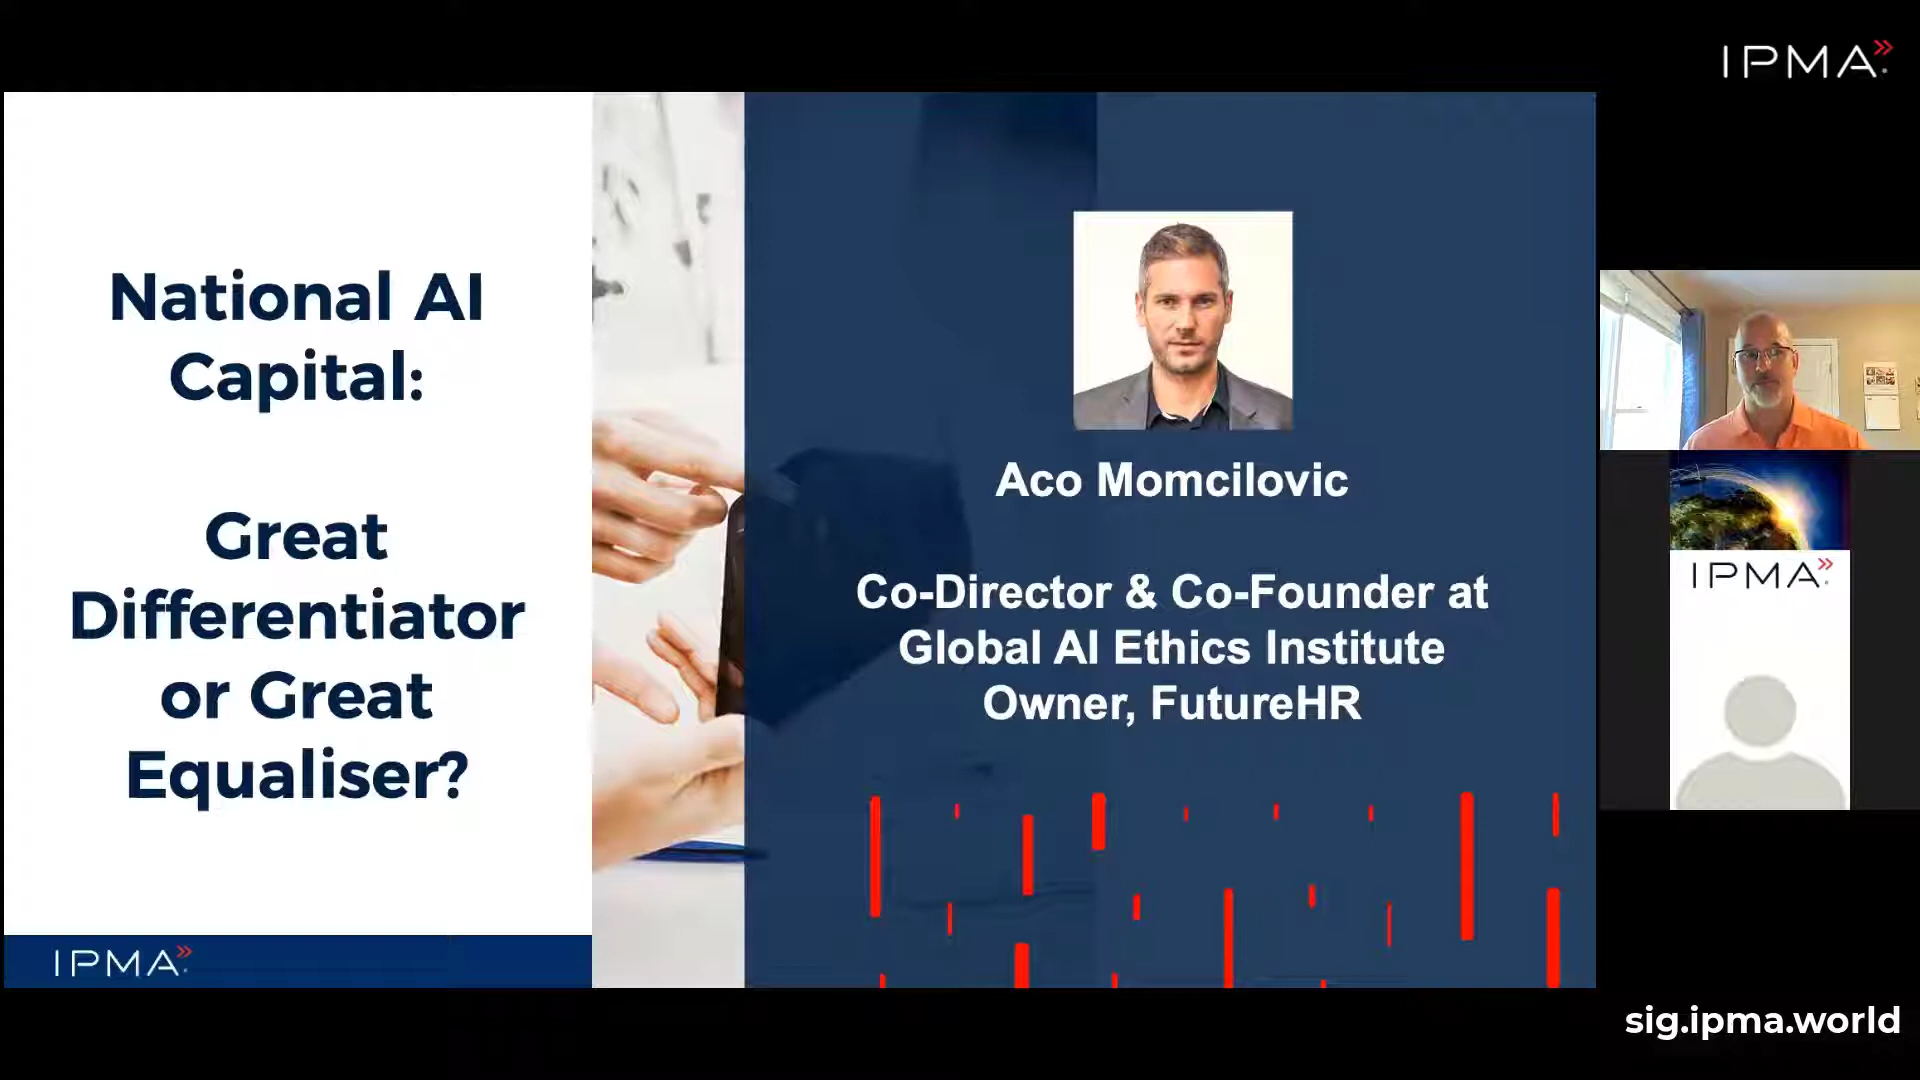 IPMA
National AI
Capital:
Great
Differentiator
or Great
Equaliser?
IPMA
Aco Momcilovic
Co-Director & Co-Founder at
Global AI Ethics Institute
Owner, FutureHR
IPMA
sig.ipma.world